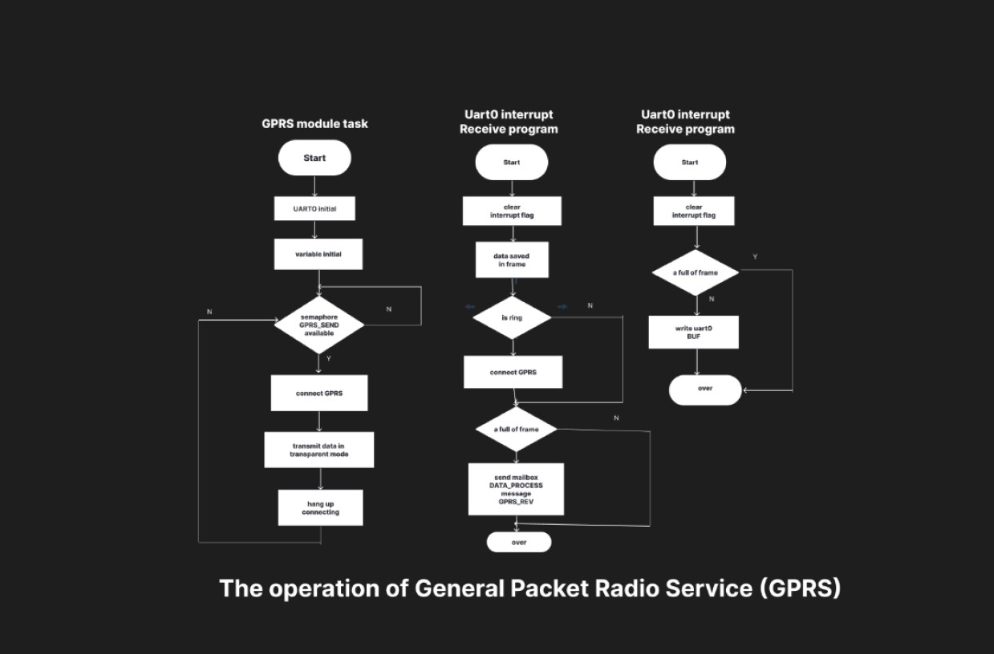 GPRS module task
Start
UART0 initial
variable initial
N
N
semaphore
GPRS_SEND
available
Y
connect GPRS
transmit data in
transparent mode
hang up
connecting
Uart0 interrupt
Receive program
Start
clear
interrupt flag
data saved
in frame
N
is ring
connect GPRS
N
a full of frame
send mailbox
DATA_PROCESS
message
GPRS_REV
over
Uart0 interrupt
Receive program
Start
clear
interrupt flag
Y
a full of frame
N
write uart0
BUF
over
The operation of General Packet Radio Service (GPRS)